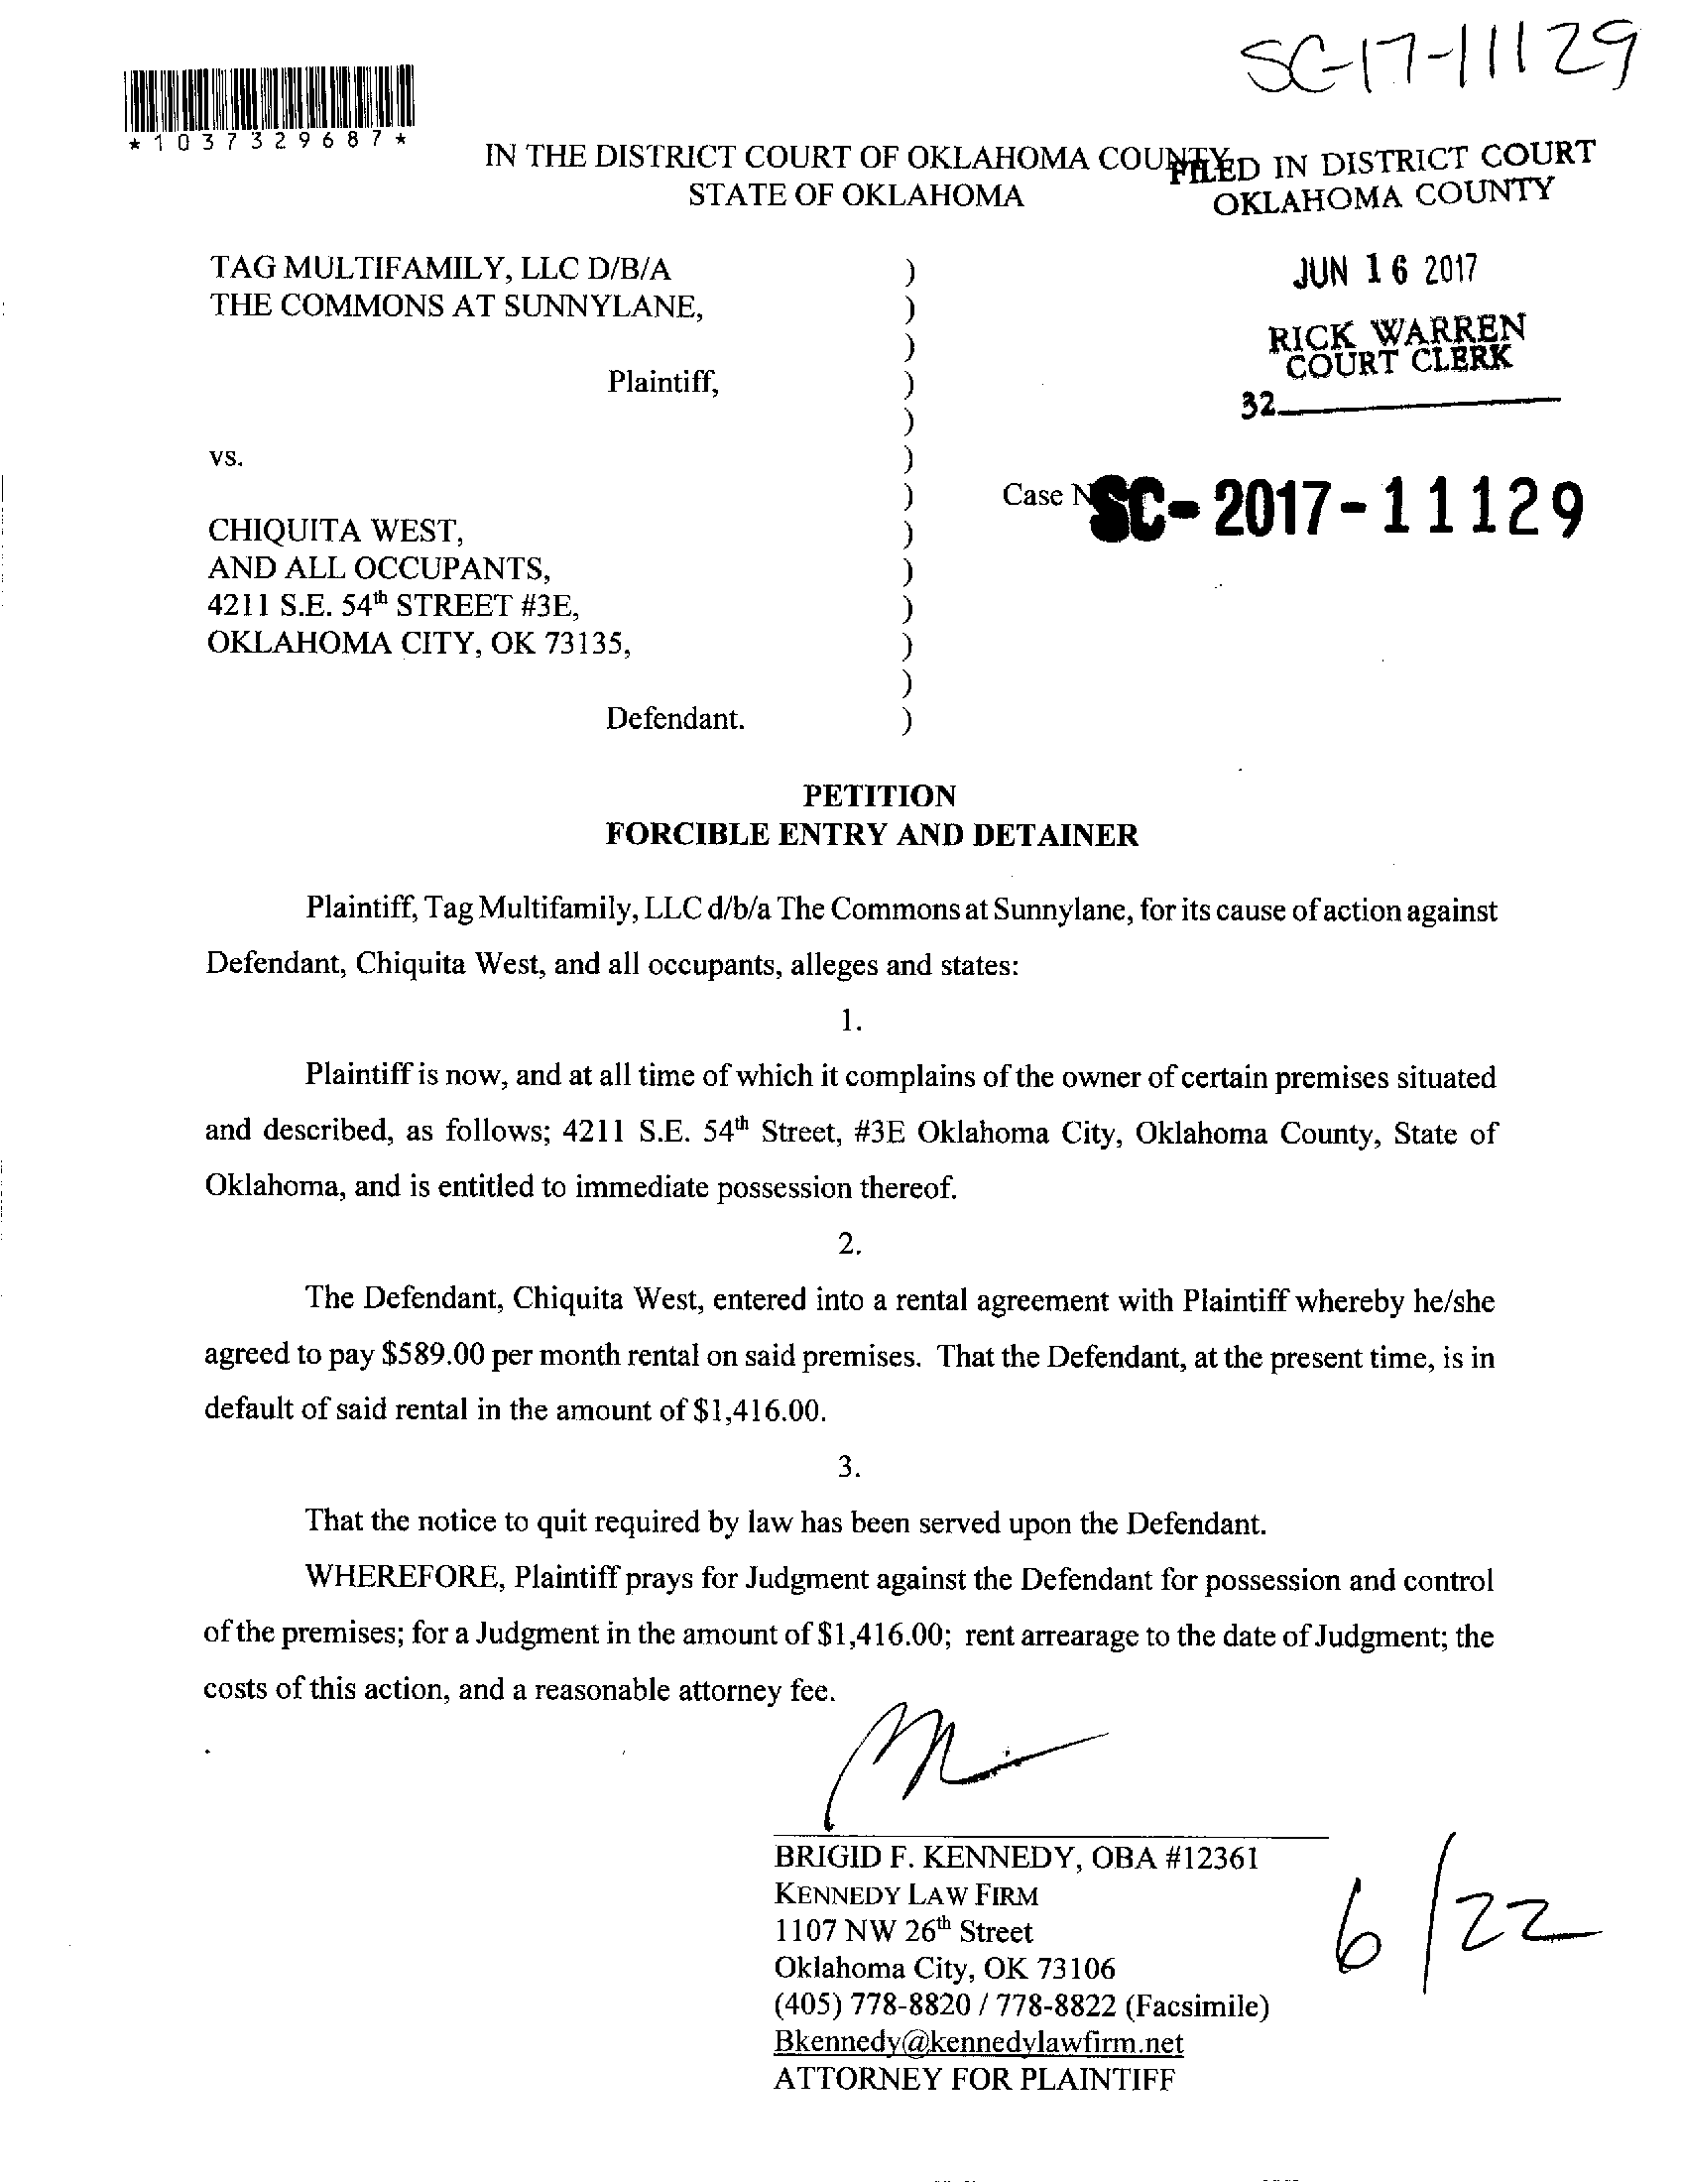 SC-17-11129
*1037329687*
IN THE DISTRICT COURT OF OKLAHOMA COUNTY
STATE OF OKLAHOMA
FILED IN DISTRICT COURT
OKLAHOMA COUNTY
JUN 16 2017
RICK WARREN
COURT CLERK
32
TAG MULTIFAMILY, LLC D/B/A )
THE COMMONS AT SUNNYLANE, )
)
Plaintiff, )
)
vs. )
) Case N SC-2017-11129
CHIQUITA WEST, )
AND ALL OCCUPANTS, )
4211 S.E. 54th STREET #3E, )
OKLAHOMA CITY, OK 73135, )
)
Defendant. )
PETITION
FORCIBLE ENTRY AND DETAINER
Plaintiff, Tag Multifamily, LLC d/b/a The Commons at Sunnylane, for its cause of action against
Defendant, Chiquita West, and all occupants, alleges and states:
1.
Plaintiff is now, and at all time of which it complains of the owner of certain premises situated
and described, as follows; 4211 S.E. 54th Street, #3E Oklahoma City, Oklahoma County, State of
Oklahoma, and is entitled to immediate possession thereof.
2.
The Defendant, Chiquita West, entered into a rental agreement with Plaintiff whereby he/she
agreed to pay $589.00 per month rental on said premises. That the Defendant, at the present time, is in
default of said rental in the amount of $1,416.00.
3.
That the notice to quit required by law has been served upon the Defendant.
WHEREFORE, Plaintiff prays for Judgment against the Defendant for possession and control
of the premises; for a Judgment in the amount of $1,416.00; rent arrearage to the date of Judgment; the
costs of this action, and a reasonable attorney fee.
BRIGID F. KENNEDY, OBA #12361
KENNEDY LAW FIRM
1107 NW 26th Street
Oklahoma City, OK 73106
(405) 778-8820 / 778-8822 (Facsimile)
Bkennedy@kennedylawfirm.net
ATTORNEY FOR PLAINTIFF
6/22